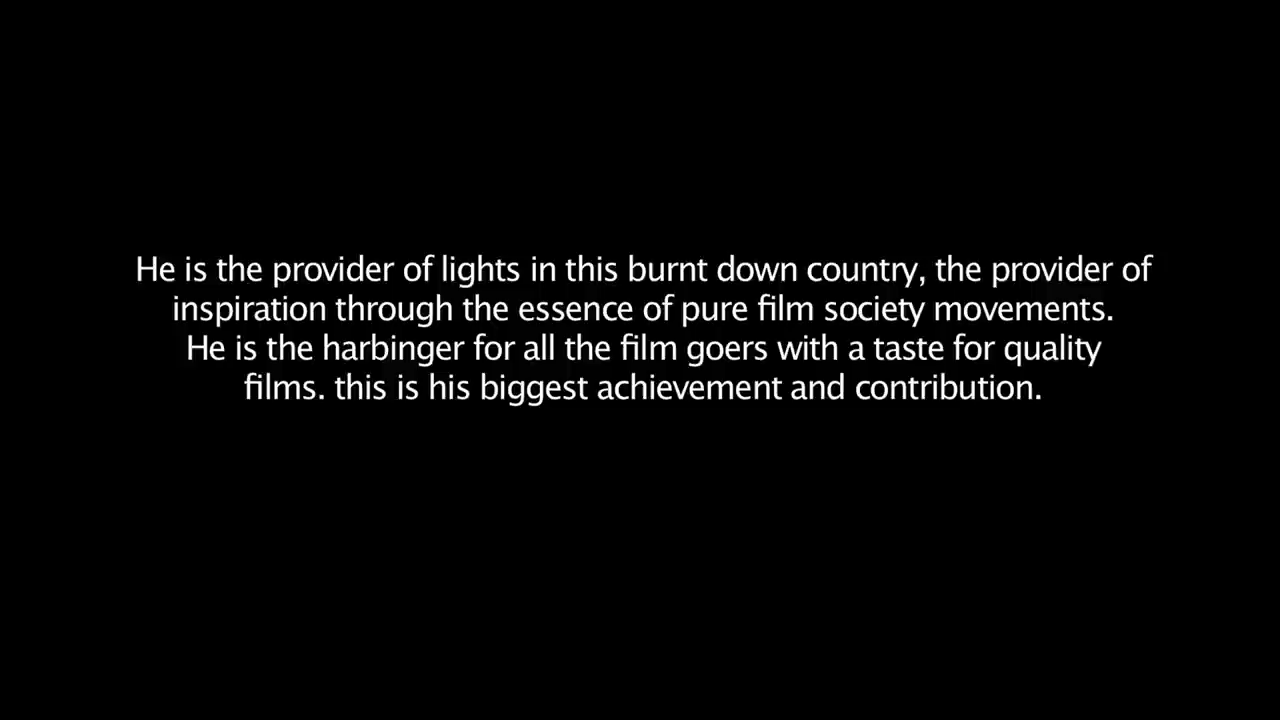 He is the provider of lights in this burnt down country, the provider of
inspiration through the essence of pure film society movements.
He is the harbinger for all the film goers with a taste for quality
films. this is his biggest achievement and contribution.